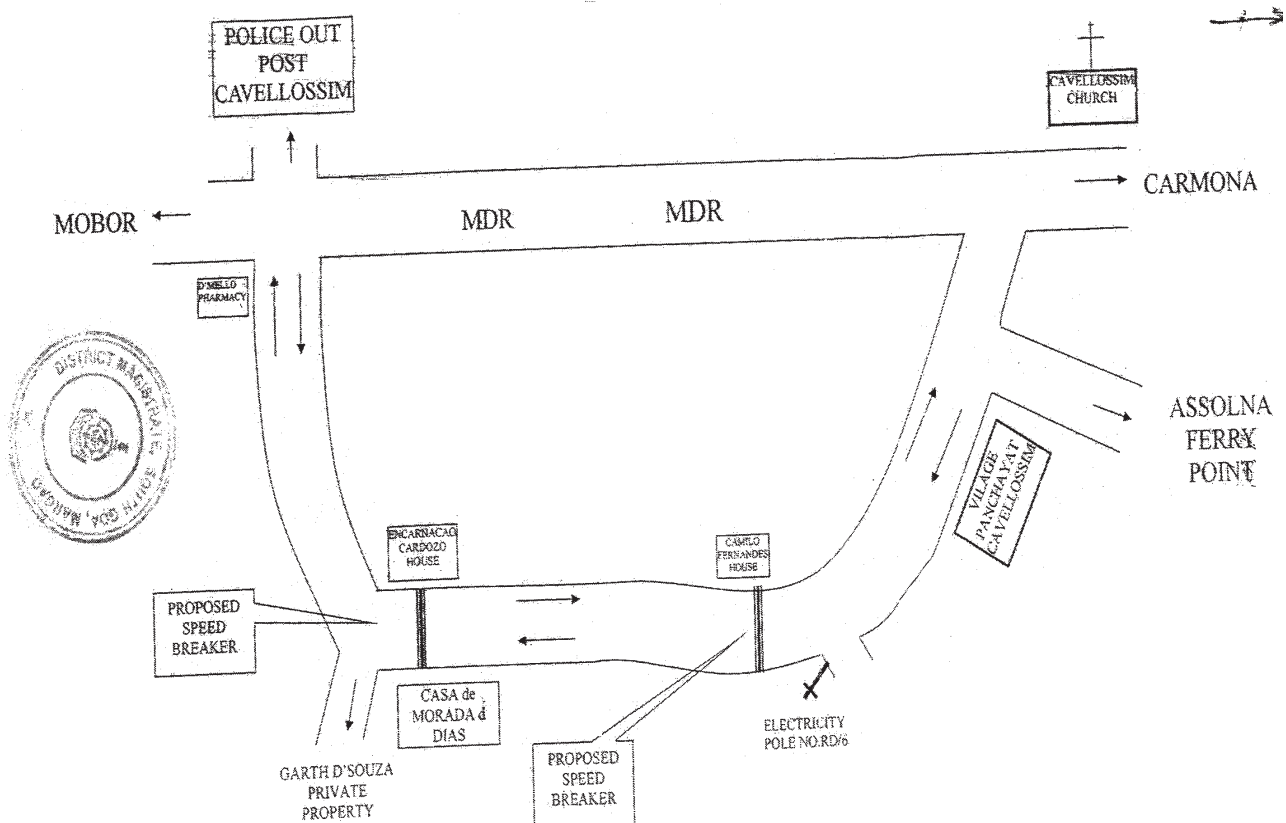 POLICE OUT
POST
CAVELLOSSIM
CAVELLOSSIM
CHURCH
MOBOR
MDR
MDR
CARMONA
D'MELLO
PHARMACY
DISTRICT MAGISTRATE, SOUTH GOA, MARGAO
ASSOLNA
FERRY
POINT
VILAGE
PANCHAYAT
CAVELLOSSIM
ENCARNACAO
CARDOZO
HOUSE
CAMILO
FERNANDES
HOUSE
PROPOSED
SPEED
BREAKER
CASA de
MORADA d
DIAS
ELECTRICITY
POLE NO.RD/6
PROPOSED
SPEED
BREAKER
GARTH D'SOUZA
PRIVATE
PROPERTY